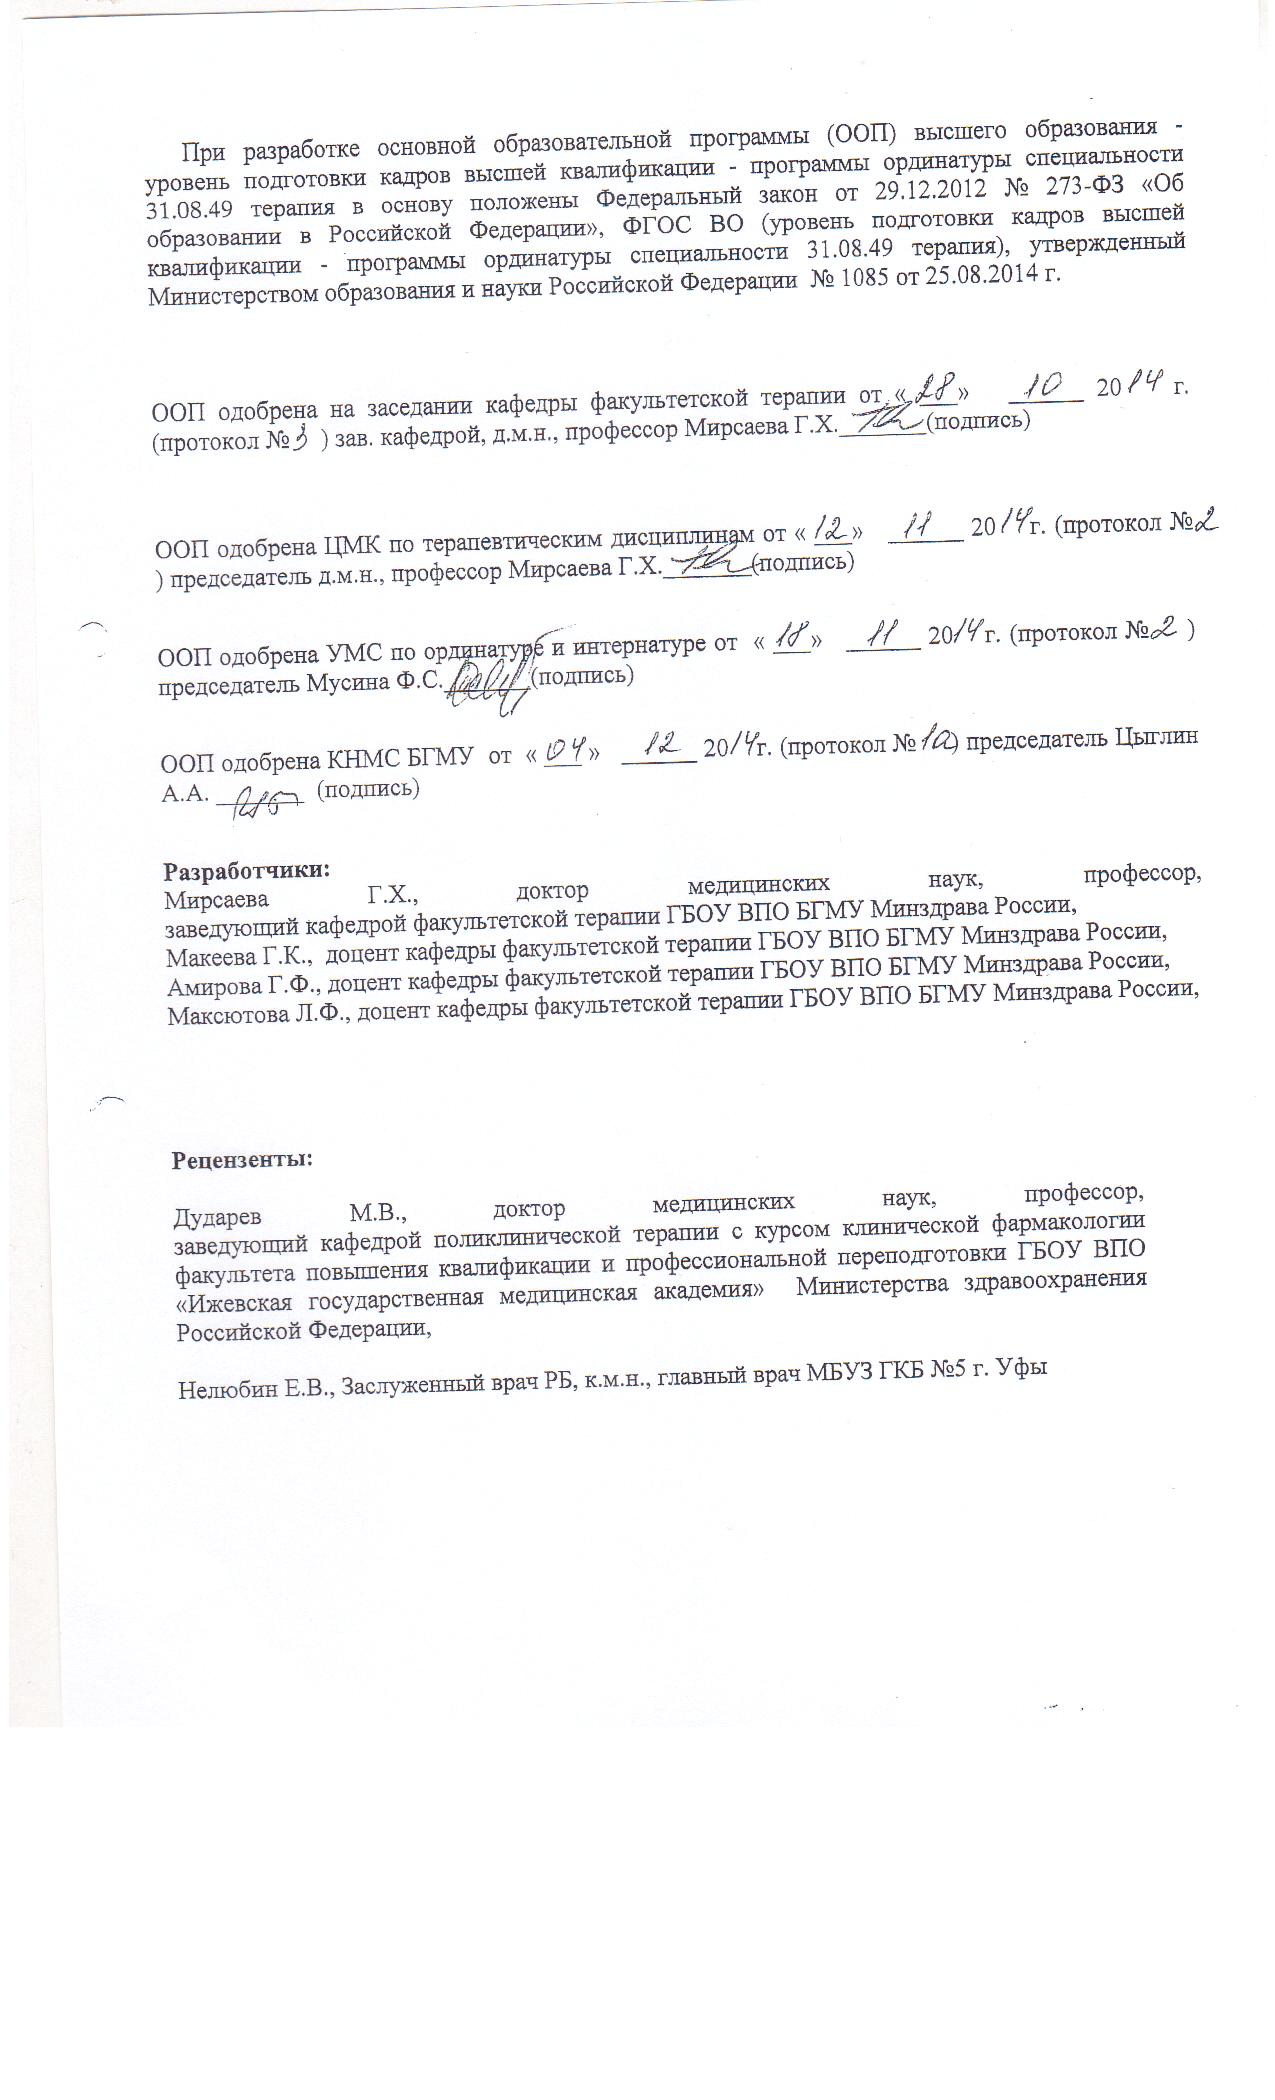 При разработке основной образовательной программы (ООП) высшего образования -
уровень подготовки кадров высшей квалификации - программы ординатуры специальности
31.08.49 терапия в основу положены Федеральный закон от 29.12.2012 № 273-ФЗ «Об
образовании в Российской Федерации», ФГОС ВО (уровень подготовки кадров высшей
квалификации - программы ординатуры специальности 31.08.49 терапия), утвержденный
Министерством образования и науки Российской Федерации № 1085 от 25.08.2014 г.
ООП одобрена на заседании кафедры факультетской терапии от « 28 » 10 2014 г.
(протокол № 3 ) зав. кафедрой, д.м.н., профессор Мирсаева Г.Х.________(подпись)
ООП одобрена ЦМК по терапевтическим дисциплинам от « 12 » 11 2014г. (протокол №2
) председатель д.м.н., профессор Мирсаева Г.Х.________(подпись)
ООП одобрена УМС по ординатуре и интернатуре от « 18 » 11 2014г. (протокол №2 )
председатель Мусина Ф.С.________(подпись)
ООП одобрена КНМС БГМУ от « 04 » 12 2014г. (протокол № ) председатель Цыглин
А.А. ________ (подпись)
Разработчики:
Мирсаева Г.Х., доктор медицинских наук, профессор,
заведующий кафедрой факультетской терапии ГБОУ ВПО БГМУ Минздрава России,
Макеева Г.К., доцент кафедры факультетской терапии ГБОУ ВПО БГМУ Минздрава России,
Амирова Г.Ф., доцент кафедры факультетской терапии ГБОУ ВПО БГМУ Минздрава России,
Максютова Л.Ф., доцент кафедры факультетской терапии ГБОУ ВПО БГМУ Минздрава России,
Рецензенты:
Дударев М.В., доктор медицинских наук, профессор,
заведующий кафедрой поликлинической терапии с курсом клинической фармакологии
факультета повышения квалификации и профессиональной переподготовки ГБОУ ВПО
«Ижевская государственная медицинская академия» Министерства здравоохранения
Российской Федерации,
Нелюбин Е.В., Заслуженный врач РБ, к.м.н., главный врач МБУЗ ГКБ №5 г. Уфы